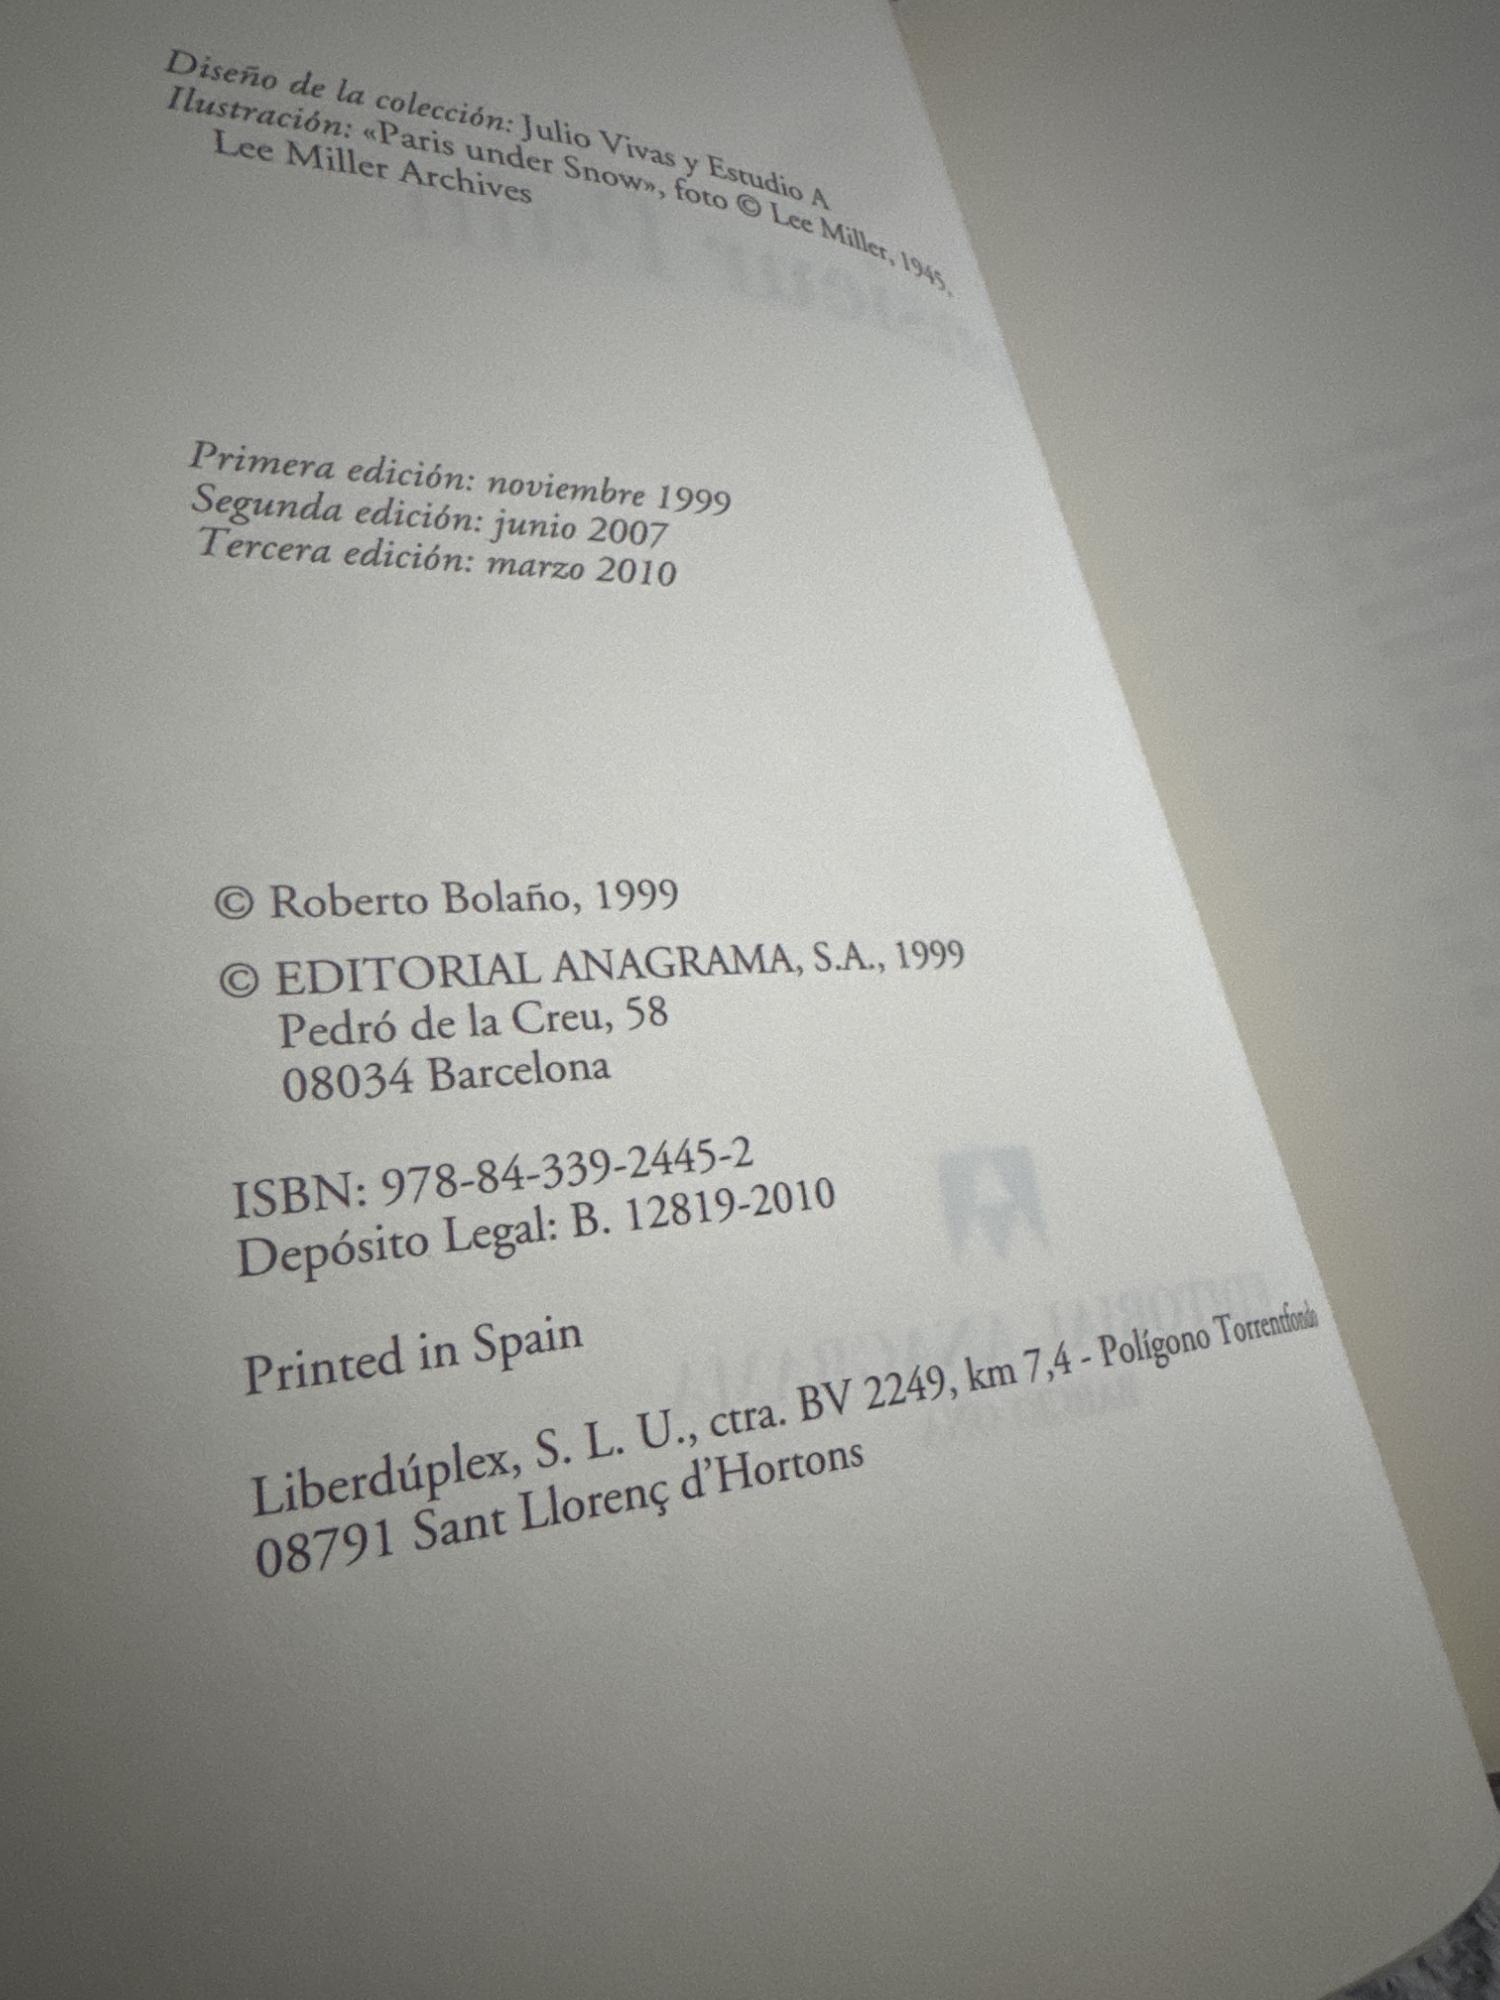 Diseño de la colección: Julio Vivas y Estudio A
Ilustración: «Paris under Snow», foto © Lee Miller, 1945.
Lee Miller Archives
Primera edición: noviembre 1999
Segunda edición: junio 2007
Tercera edición: marzo 2010
© Roberto Bolaño, 1999
© EDITORIAL ANAGRAMA, S.A., 1999
Pedró de la Creu, 58
08034 Barcelona
ISBN: 978-84-339-2445-2
Depósito Legal: B. 12819-2010
Printed in Spain
Liberdúplex, S. L. U., ctra. BV 2249, km 7,4 - Polígono Torrentfondo
08791 Sant Llorenç d'Hortons